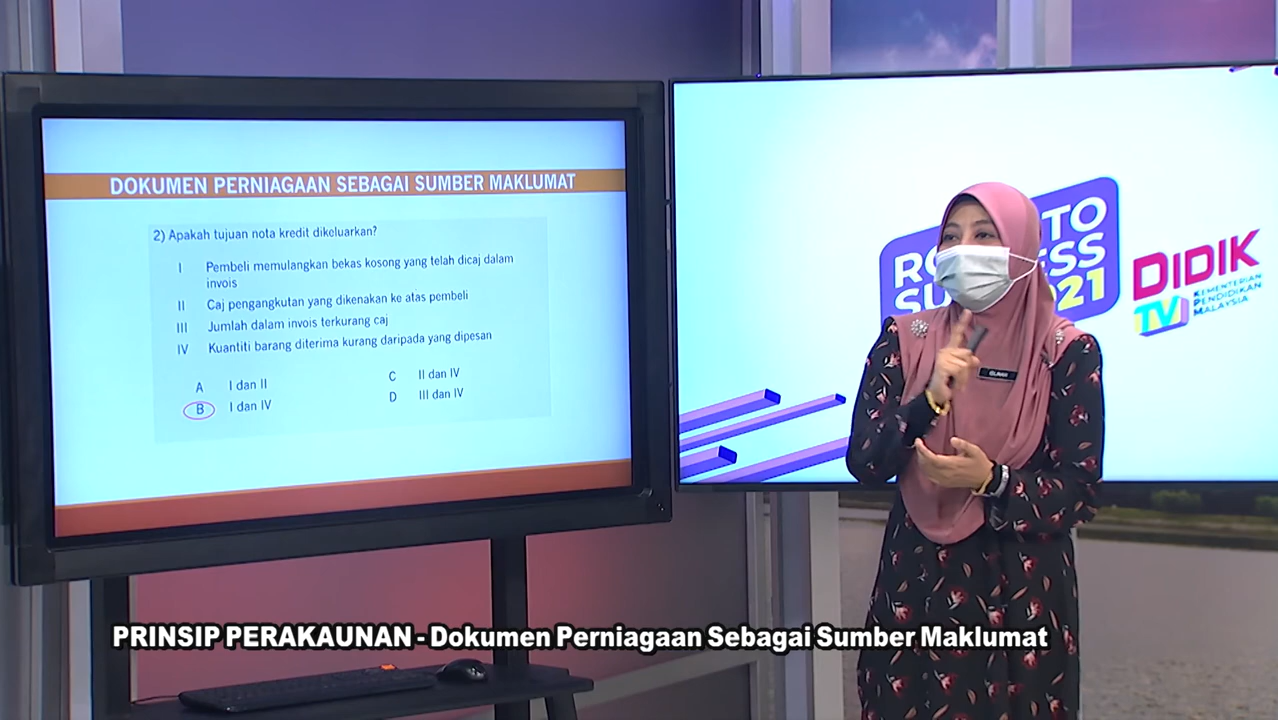 DOKUMEN PERNIAGAAN SEBAGAI SUMBER MAKLUMAT
2) Apakah tujuan nota kredit dikeluarkan?
I Pembeli memulangkan bekas kosong yang telah dicaj dalam
invois
II Caj pengangkutan yang dikenakan ke atas pembeli
III Jumlah dalam invois terkurang caj
IV Kuantiti barang diterima kurang daripada yang dipesan
A I dan II
C II dan IV
B I dan IV
D III dan IV
TO
21
DIDIK
TV
KEMENTERIAN
PENDIDIKAN
MALAYSIA
PRINSIP PERAKAUNAN - Dokumen Perniagaan Sebagai Sumber Maklumat